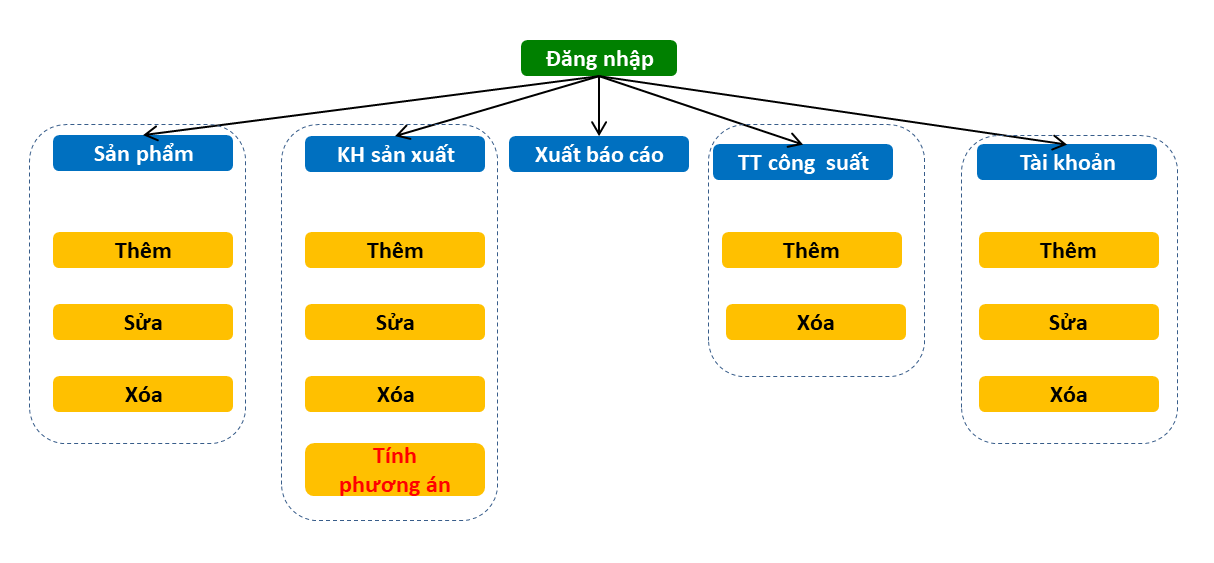 Đăng nhập
Sản phẩm
Thêm
Sửa
Xóa
KH sản xuất
Thêm
Sửa
Xóa
Tính
phương án
Xuất báo cáo
TT công  suất
Thêm
Xóa
Tài khoản
Thêm
Sửa
Xóa